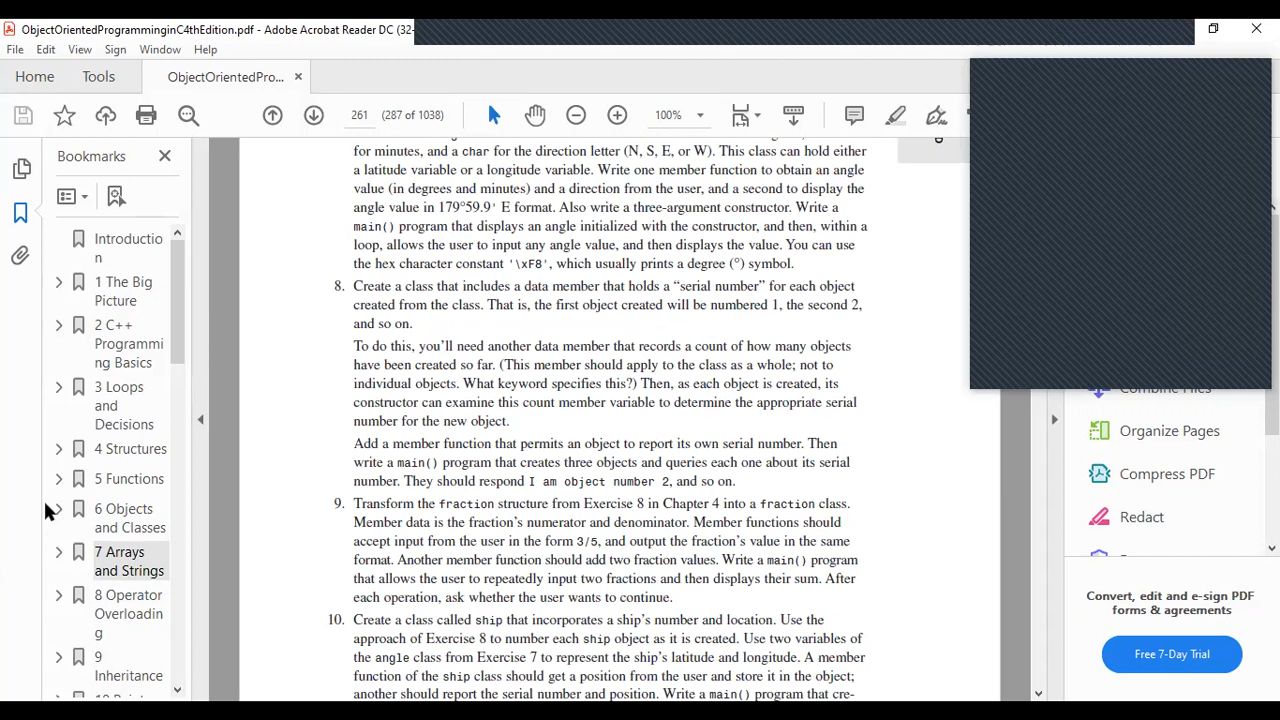 ObjectOrientedProgramminginC4thEdition.pdf - Adobe Acrobat Reader DC (32-
File Edit View Sign Window Help
Home Tools ObjectOrientedPro... ×
261 (287 of 1038) 100%
Bookmarks
Introductio
n
1 The Big
Picture
2 C++
Programmi
ng Basics
3 Loops
and
Decisions
4 Structures
5 Functions
6 Objects
and Classes
7 Arrays
and Strings
8 Operator
Overloadin
g
9
Inheritance
for minutes, and a char for the direction letter (N, S, E, or W). This class can hold either
a latitude variable or a longitude variable. Write one member function to obtain an angle
value (in degrees and minutes) and a direction from the user, and a second to display the
angle value in 179°59.9' E format. Also write a three-argument constructor. Write a
main() program that displays an angle initialized with the constructor, and then, within a
loop, allows the user to input any angle value, and then displays the value. You can use
the hex character constant '\xF8', which usually prints a degree (°) symbol.
8. Create a class that includes a data member that holds a “serial number” for each object
created from the class. That is, the first object created will be numbered 1, the second 2,
and so on.
To do this, you’ll need another data member that records a count of how many objects
have been created so far. (This member should apply to the class as a whole; not to
individual objects. What keyword specifies this?) Then, as each object is created, its
constructor can examine this count member variable to determine the appropriate serial
number for the new object.
Add a member function that permits an object to report its own serial number. Then
write a main() program that creates three objects and queries each one about its serial
number. They should respond I am object number 2, and so on.
9. Transform the fraction structure from Exercise 8 in Chapter 4 into a fraction class.
Member data is the fraction’s numerator and denominator. Member functions should
accept input from the user in the form 3/5, and output the fraction’s value in the same
format. Another member function should add two fraction values. Write a main() program
that allows the user to repeatedly input two fractions and then displays their sum. After
each operation, ask whether the user wants to continue.
10. Create a class called ship that incorporates a ship’s number and location. Use the
approach of Exercise 8 to number each ship object as it is created. Use two variables of
the angle class from Exercise 7 to represent the ship’s latitude and longitude. A member
function of the ship class should get a position from the user and store it in the object;
another should report the serial number and position. Write a main() program that cre-
Combine Files
Organize Pages
Compress PDF
Redact
Convert, edit and e-sign PDF
forms & agreements
Free 7-Day Trial